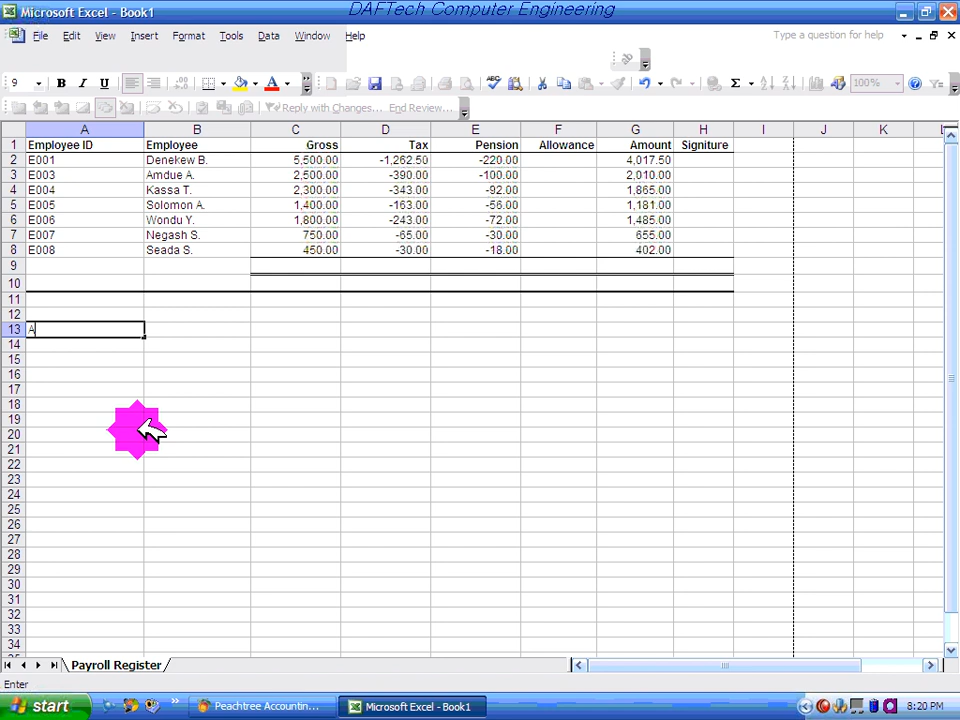 DAFTech Computer Engineering
Microsoft Excel - Book1
File Edit View Insert Format Tools Data Window Help Type a question for help
9 B I U A Σ 100%
Reply with Changes... End Review...
A B C D E F G H I J K L
1 Employee ID Employee Gross Tax Pension Allowance Amount Signiture
2 E001 Denekew B. 5,500.00 -1,262.50 -220.00 4,017.50
3 E003 Amdue A. 2,500.00 -390.00 -100.00 2,010.00
4 E004 Kassa T. 2,300.00 -343.00 -92.00 1,865.00
5 E005 Solomon A. 1,400.00 -163.00 -56.00 1,181.00
6 E006 Wondu Y. 1,800.00 -243.00 -72.00 1,485.00
7 E007 Negash S. 750.00 -65.00 -30.00 655.00
8 E008 Seada S. 450.00 -30.00 -18.00 402.00
9
10
11
12
13 A
14
15
16
17
18
19
20
21
22
23
24
25
26
27
28
29
30
31
32
33
34
Payroll Register
Enter
start Peachtree Accountin... Microsoft Excel - Book1 8:20 PM